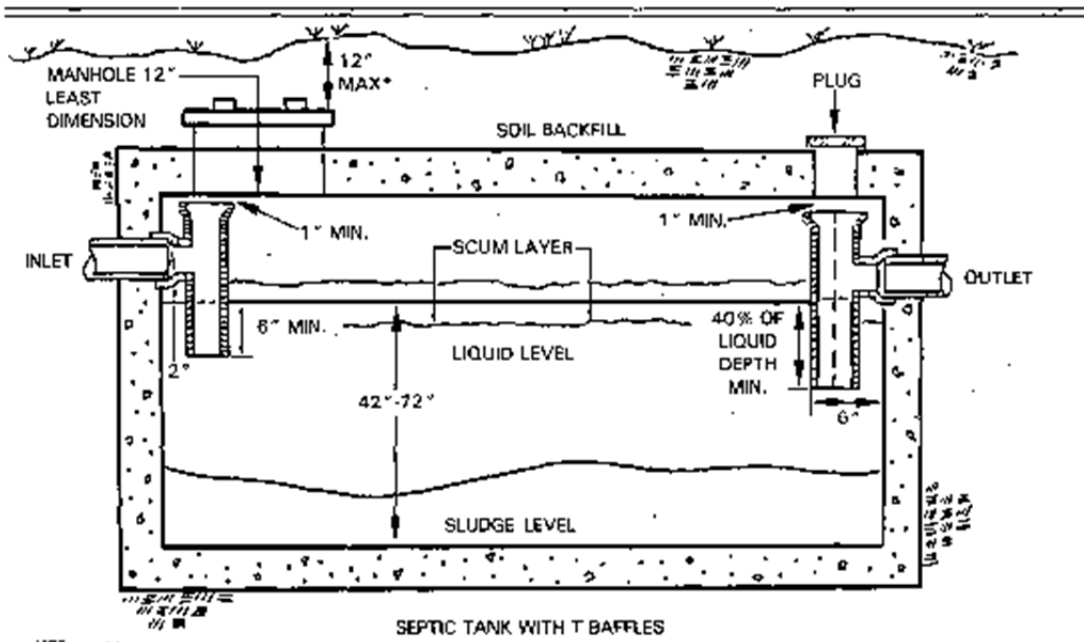 12"
MAX*
MANHOLE 12"
LEAST
DIMENSION
PLUG
SOIL BACKFILL
1" MIN.
1" MIN.
SCUM LAYER
INLET
OUTLET
6" MIN.
40% OF
LIQUID
DEPTH
MIN.
LIQUID LEVEL
2"
42"-72"
6"
SLUDGE LEVEL
SEPTIC TANK WITH T BAFFLES